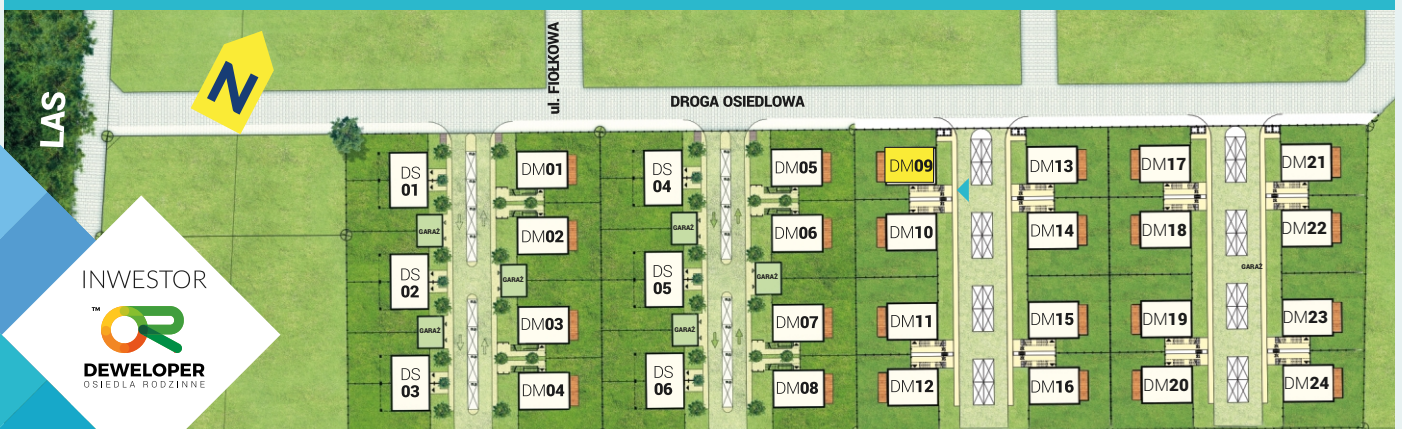 LAS
N
ul. FIOŁKOWA
DROGA OSIEDLOWA
DS
01
DM01
DS
04
DM05
DM09
DM13
DM17
DM21
GARAŻ
DM02
GARAŻ
DM06
DM10
DM14
DM18
DM22
DS
02
GARAŻ
DS
05
GARAŻ
GARAŻ
GARAŻ
DM03
GARAŻ
DM07
DM11
DM15
DM19
DM23
DS
03
DM04
DS
06
DM08
DM12
DM16
DM20
DM24
INWESTOR
TM
OR
DEWELOPER
OSIEDLA RODZINNE